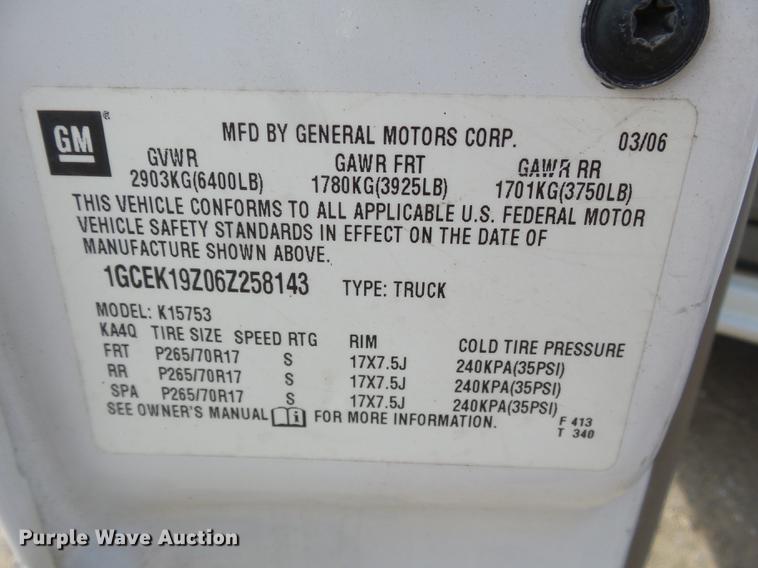 GM ®
MFD BY GENERAL MOTORS CORP. 03/06
GVWR GAWR FRT GAWR RR
2903KG(6400LB) 1780KG(3925LB) 1701KG(3750LB)
THIS VEHICLE CONFORMS TO ALL APPLICABLE U.S. FEDERAL MOTOR
VEHICLE SAFETY STANDARDS IN EFFECT ON THE DATE OF
MANUFACTURE SHOWN ABOVE.
1GCEK19Z06Z258143 TYPE: TRUCK
MODEL: K15753
KA4Q TIRE SIZE SPEED RTG RIM COLD TIRE PRESSURE
FRT P265/70R17 S 17X7.5J 240KPA(35PSI)
RR P265/70R17 S 17X7.5J 240KPA(35PSI)
SPA P265/70R17 S 17X7.5J 240KPA(35PSI)
SEE OWNER'S MANUAL i FOR MORE INFORMATION. F 413
T 340
Purple Wave Auction